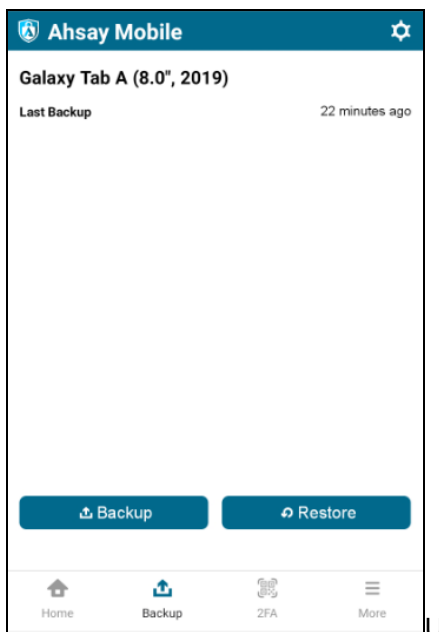 Ahsay Mobile
Galaxy Tab A (8.0", 2019)
Last Backup 22 minutes ago
Backup Restore
Home Backup 2FA More